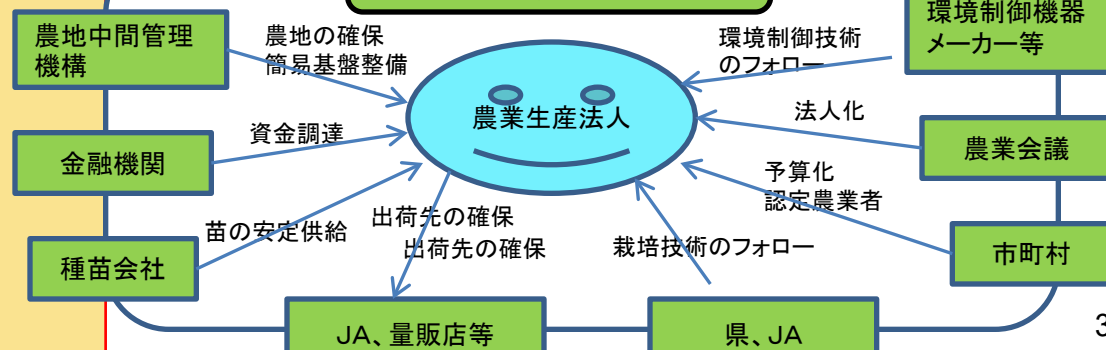 農地中間管理
機構
農地の確保
簡易基盤整備
環境制御技術
のフォロー
環境制御機器
メーカー等
農業生産法人
法人化
農業会議
金融機関
資金調達
予算化
認定農業者
種苗会社
苗の安定供給
出荷先の確保
出荷先の確保
栽培技術のフォロー
市町村
JA、量販店等
県、JA
3